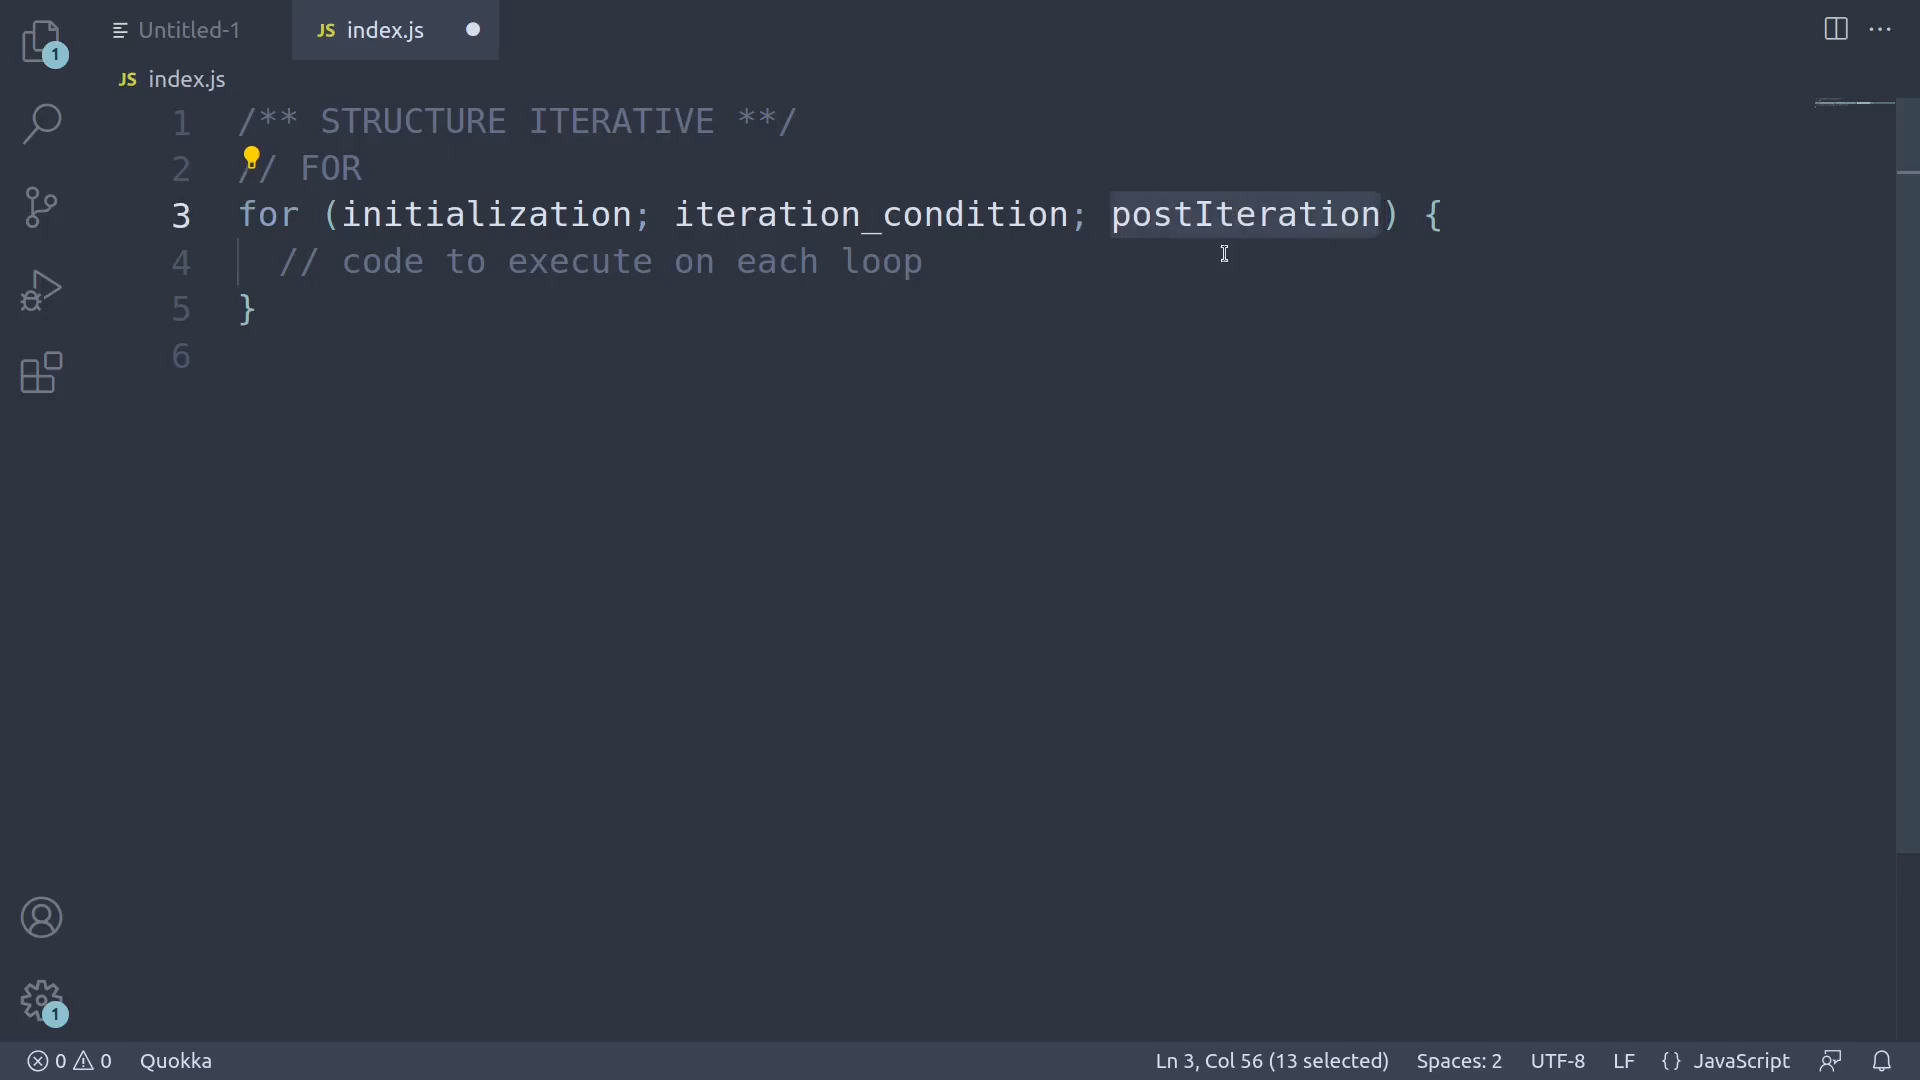 1
Untitled-1
JS index.js
JS index.js
1 /** STRUCTURE ITERATIVE **/
2 // FOR
3 for (initialization; iteration_condition; postIteration) {
4 // code to execute on each loop
5 }
6
1
0 0 Quokka Ln 3, Col 56 (13 selected) Spaces: 2 UTF-8 LF {} JavaScript